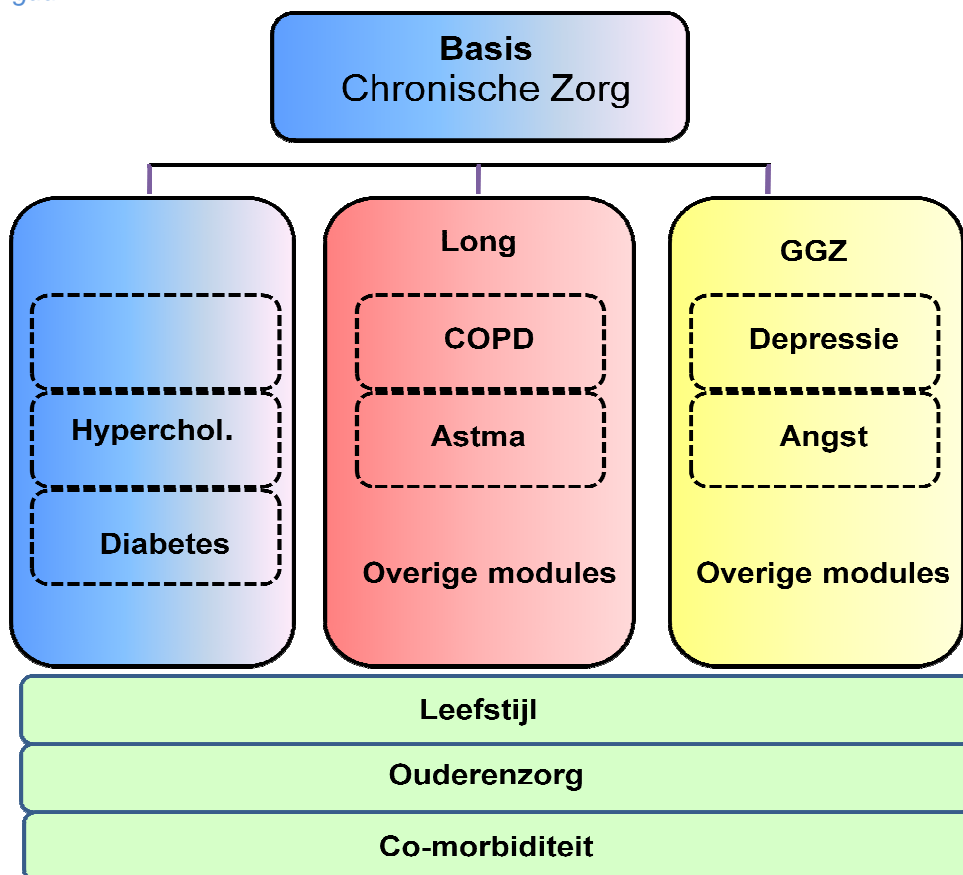 Basis
Chronische Zorg
Hyperchol.
Diabetes
Long
COPD
Astma
Overige modules
GGZ
Depressie
Angst
Overige modules
Leefstijl
Ouderenzorg
Co-morbiditeit